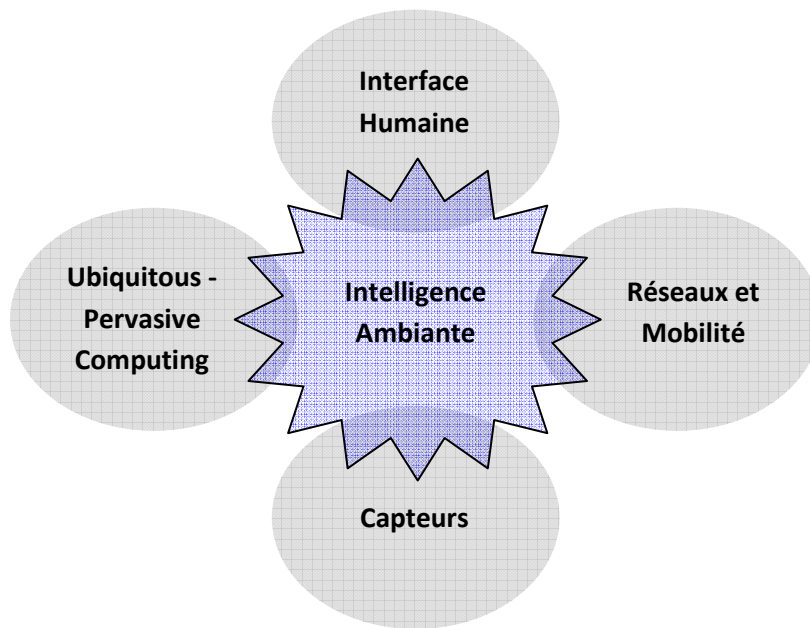 Interface
Humaine
Ubiquitous -
Pervasive
Computing
Intelligence
Ambiante
Réseaux et
Mobilité
Capteurs